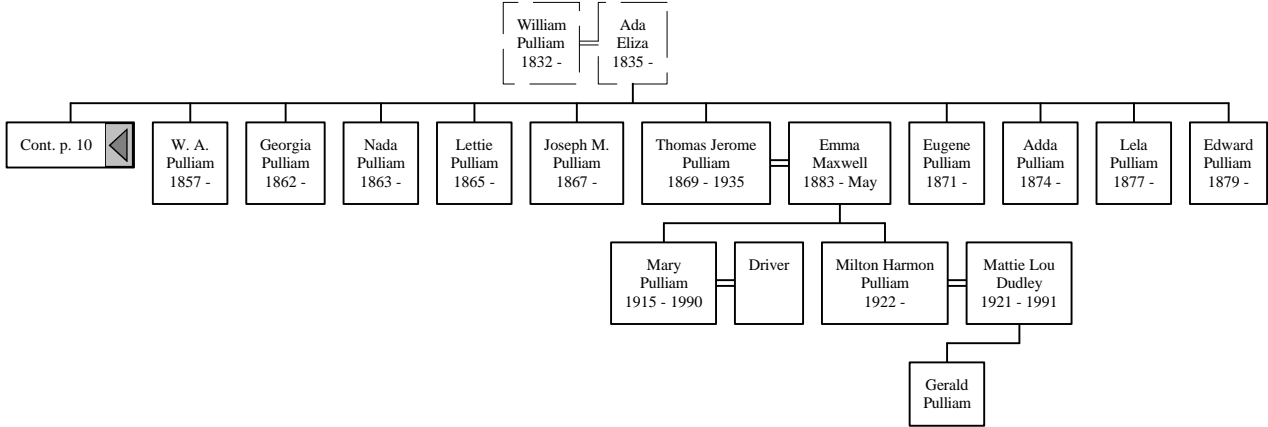 William
Pulliam
1832 -
Ada
Eliza
1835 -
Cont. p. 10
W. A.
Pulliam
1857 -
Georgia
Pulliam
1862 -
Nada
Pulliam
1863 -
Lettie
Pulliam
1865 -
Joseph M.
Pulliam
1867 -
Thomas Jerome
Pulliam
1869 - 1935
Emma
Maxwell
1883 - May
Eugene
Pulliam
1871 -
Adda
Pulliam
1874 -
Lela
Pulliam
1877 -
Edward
Pulliam
1879 -
Mary
Pulliam
1915 - 1990
Driver
Milton Harmon
Pulliam
1922 -
Mattie Lou
Dudley
1921 - 1991
Gerald
Pulliam